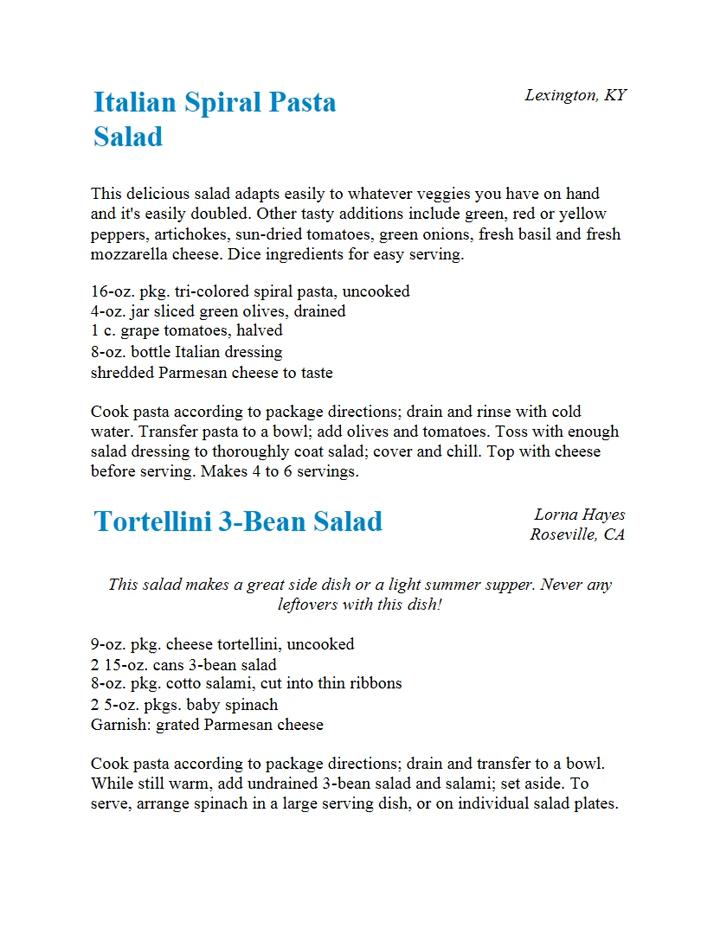 Italian Spiral Pasta
Salad
Lexington, KY
This delicious salad adapts easily to whatever veggies you have on hand
and it's easily doubled. Other tasty additions include green, red or yellow
peppers, artichokes, sun-dried tomatoes, green onions, fresh basil and fresh
mozzarella cheese. Dice ingredients for easy serving.
16-oz. pkg. tri-colored spiral pasta, uncooked
4-oz. jar sliced green olives, drained
1 c. grape tomatoes, halved
8-oz. bottle Italian dressing
shredded Parmesan cheese to taste
Cook pasta according to package directions; drain and rinse with cold
water. Transfer pasta to a bowl; add olives and tomatoes. Toss with enough
salad dressing to thoroughly coat salad; cover and chill. Top with cheese
before serving. Makes 4 to 6 servings.
Tortellini 3-Bean Salad
Lorna Hayes
Roseville, CA
This salad makes a great side dish or a light summer supper. Never any
leftovers with this dish!
9-oz. pkg. cheese tortellini, uncooked
2 15-oz. cans 3-bean salad
8-oz. pkg. cotto salami, cut into thin ribbons
2 5-oz. pkgs. baby spinach
Garnish: grated Parmesan cheese
Cook pasta according to package directions; drain and transfer to a bowl.
While still warm, add undrained 3-bean salad and salami; set aside. To
serve, arrange spinach in a large serving dish, or on individual salad plates.